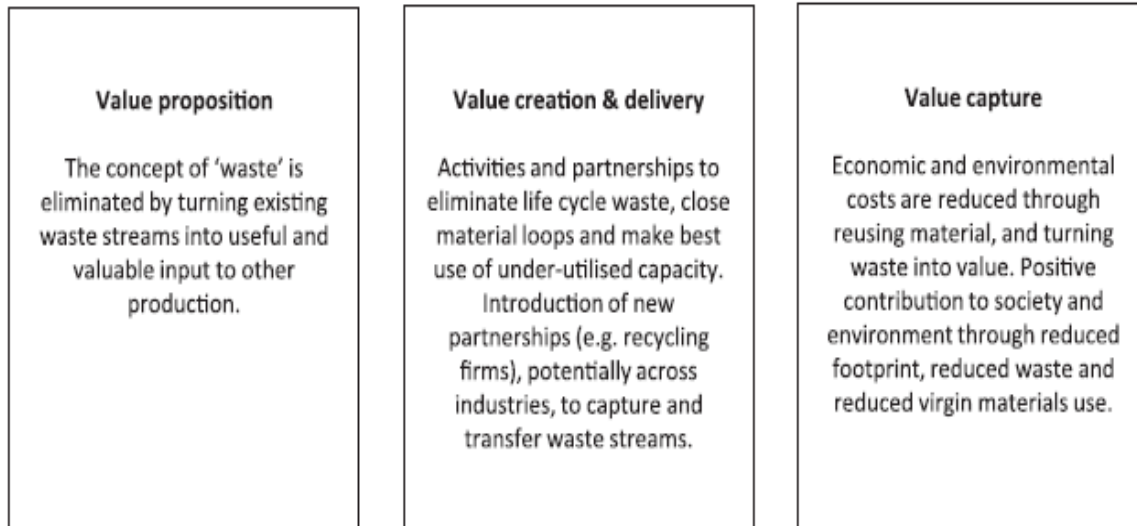 Value proposition
The concept of ‘waste’ is
eliminated by turning existing
waste streams into useful and
valuable input to other
production.
Value creation & delivery
Activities and partnerships to
eliminate life cycle waste, close
material loops and make best
use of under-utilised capacity.
Introduction of new
partnerships (e.g. recycling
firms), potentially across
industries, to capture and
transfer waste streams.
Value capture
Economic and environmental
costs are reduced through
reusing material, and turning
waste into value. Positive
contribution to society and
environment through reduced
footprint, reduced waste and
reduced virgin materials use.